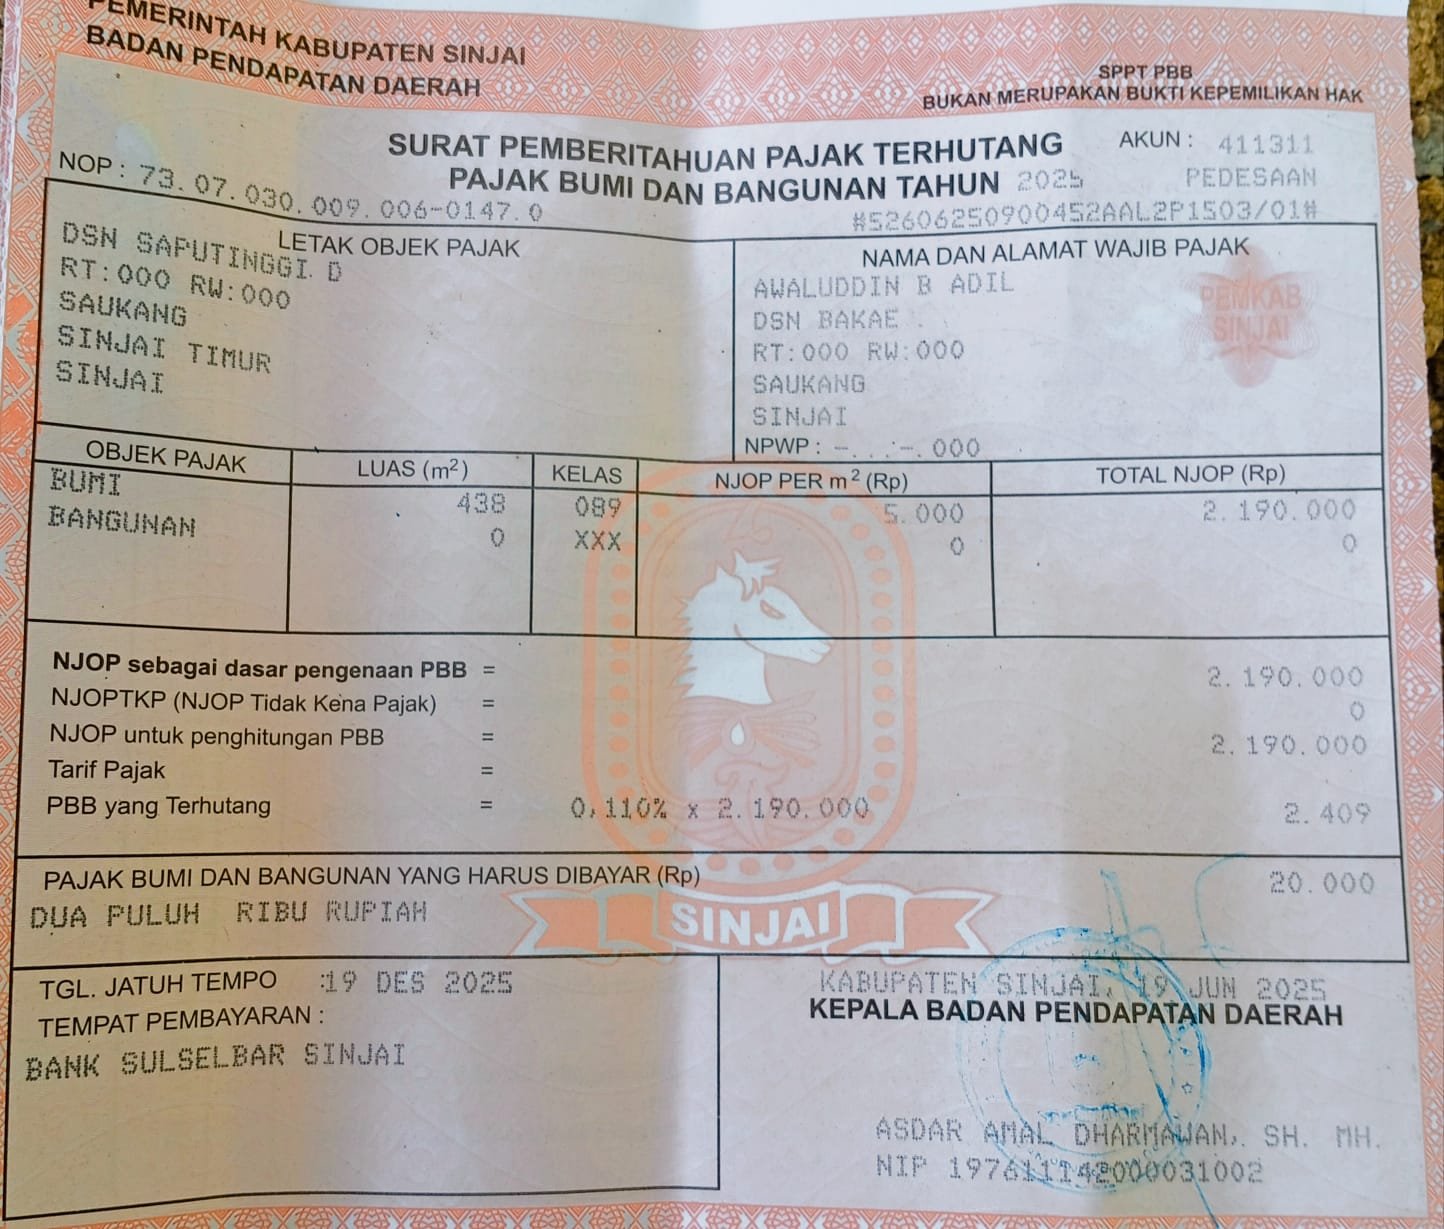 PEMERINTAH KABUPATEN SINJAI
BADAN PENDAPATAN DAERAH
SPPT PBB
BUKAN MERUPAKAN BUKTI KEPEMILIKAN HAK
SURAT PEMBERITAHUAN PAJAK TERHUTANG
PAJAK BUMI DAN BANGUNAN TAHUN 2025
AKUN : 411311
PEDESAAN
NOP : 73.07.030.009.006-0147.0
#52606250900452AAL2P1503/01#
LETAK OBJEK PAJAK
DSN SAPUTINGGI. D
RT:000 RW:000
SAUKANG
SINJAI TIMUR
SINJAI
NAMA DAN ALAMAT WAJIB PAJAK
AWALUDDIN B ADIL
DSN BAKAE
RT:000 RW:000
SAUKANG
SINJAI
NPWP : -. . .-. 000
PEMKAB
SINJAI
OBJEK PAJAK LUAS (m²) KELAS NJOP PER m² (Rp) TOTAL NJOP (Rp)
BUMI 438 089 5.000 2.190.000
BANGUNAN 0 XXX 0 0
NJOP sebagai dasar pengenaan PBB = 2.190.000
NJOPTKP (NJOP Tidak Kena Pajak) = 0
NJOP untuk penghitungan PBB = 2.190.000
Tarif Pajak =
PBB yang Terhutang = 0,110% x 2.190.000 2.409
PAJAK BUMI DAN BANGUNAN YANG HARUS DIBAYAR (Rp) 20.000
DUA PULUH RIBU RUPIAH
SINJAI
TGL. JATUH TEMPO :19 DES 2025
TEMPAT PEMBAYARAN :
BANK SULSELBAR SINJAI
KABUPATEN SINJAI, 19 JUN 2025
KEPALA BADAN PENDAPATAN DAERAH
ASDAR AMAL DHARMAWAN, SH. MH.
NIP 197611142000031002